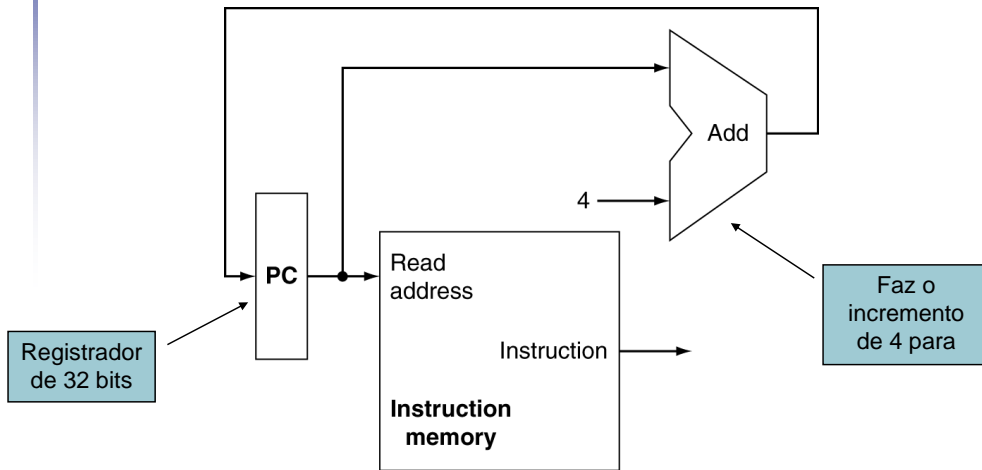 Add
4
PC
Read
address
Instruction
Instruction
memory
Registrador
de 32 bits
Faz o
incremento
de 4 para